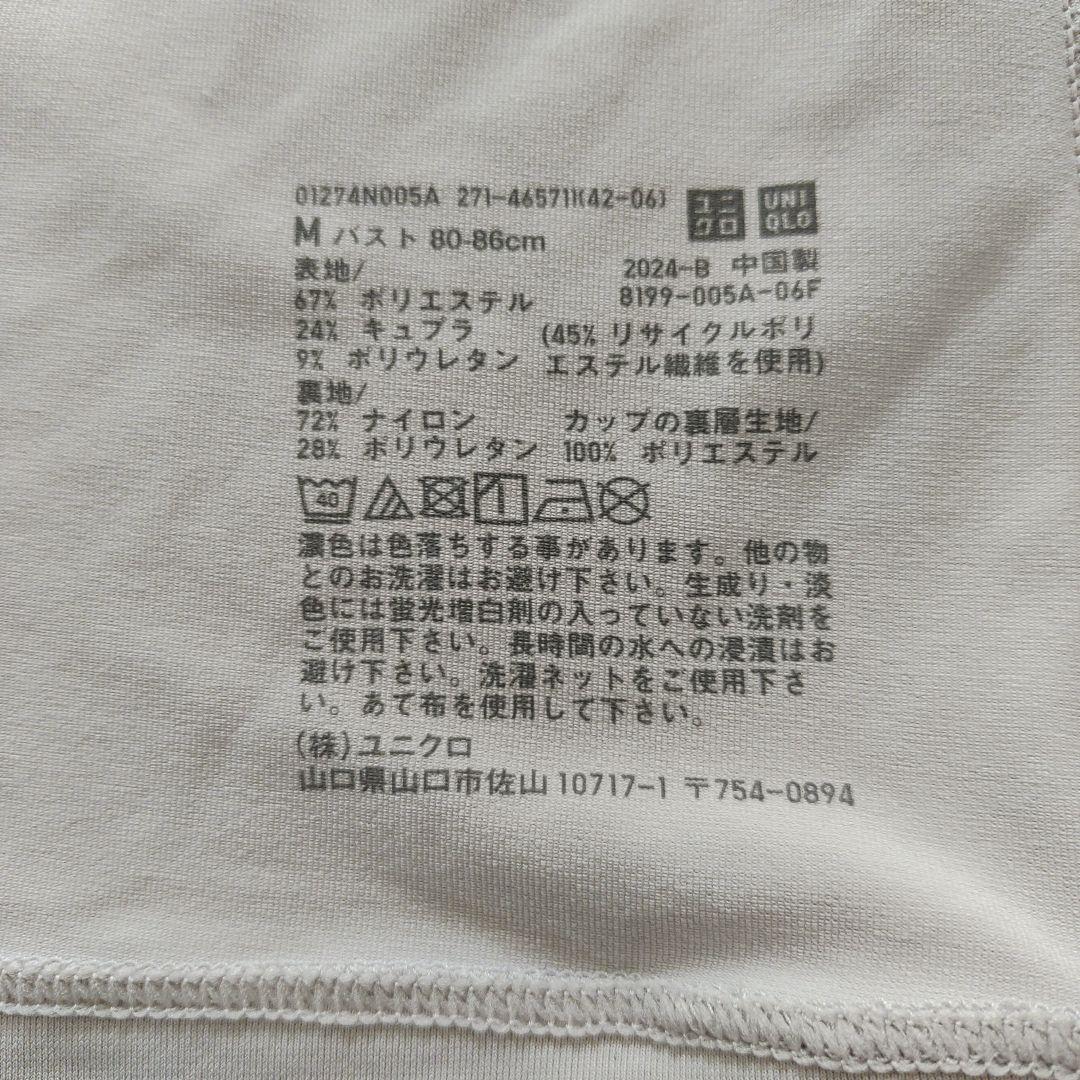 01274N005A 271-465711(42-06)
ユニクロ UNIQLO
M バスト 80-86cm
表地/
2024-B 中国製
67% ポリエステル
8199-005A-06F
24% キュプラ (45% リサイクルポリ
9% ポリウレタン エステル繊維を使用)
裏地/
72% ナイロン カップの裏層生地/
28% ポリウレタン 100% ポリエステル
40
濃色は色落ちする事があります。他の物
とのお洗濯はお避け下さい。生成り・淡
色には蛍光増白剤の入っていない洗剤を
ご使用下さい。長時間の水への浸漬はお
避け下さい。洗濯ネットをご使用下さ
い。あて布を使用して下さい。
(株)ユニクロ
山口県山口市佐山 10717-1 〒754-0894